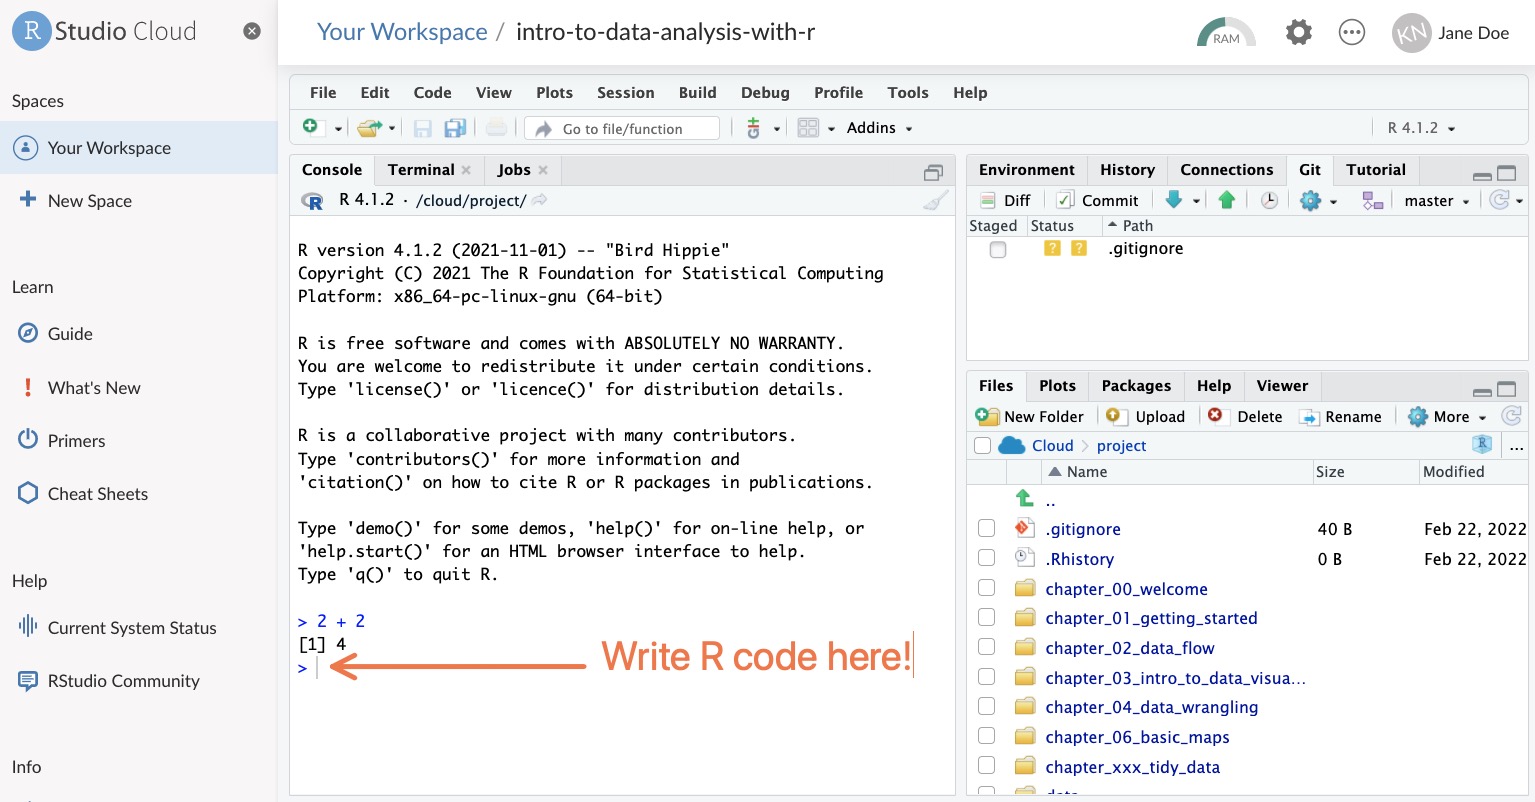 R Studio Cloud
Spaces
Your Workspace
New Space
Learn
Guide
What's New
Primers
Cheat Sheets
Help
Current System Status
RStudio Community
Info
Your Workspace / intro-to-data-analysis-with-r
RAM
KN Jane Doe
File Edit Code View Plots Session Build Debug Profile Tools Help
Go to file/function Addins R 4.1.2
Console Terminal Jobs
R 4.1.2 · /cloud/project/
R version 4.1.2 (2021-11-01) -- "Bird Hippie"
Copyright (C) 2021 The R Foundation for Statistical Computing
Platform: x86_64-pc-linux-gnu (64-bit)
R is free software and comes with ABSOLUTELY NO WARRANTY.
You are welcome to redistribute it under certain conditions.
Type 'license()' or 'licence()' for distribution details.
R is a collaborative project with many contributors.
Type 'contributors()' for more information and
'citation()' on how to cite R or R packages in publications.
Type 'demo()' for some demos, 'help()' for on-line help, or
'help.start()' for an HTML browser interface to help.
Type 'q()' to quit R.
> 2 + 2
[1] 4
>
Write R code here!
Environment History Connections Git Tutorial
Diff Commit master
Staged Status Path
? ? .gitignore
Files Plots Packages Help Viewer
New Folder Upload Delete Rename More
Cloud project R ...
Name Size Modified
..
.gitignore 40 B Feb 22, 2022
.Rhistory 0 B Feb 22, 2022
chapter_00_welcome
chapter_01_getting_started
chapter_02_data_flow
chapter_03_intro_to_data_visua...
chapter_04_data_wrangling
chapter_06_basic_maps
chapter_xxx_tidy_data